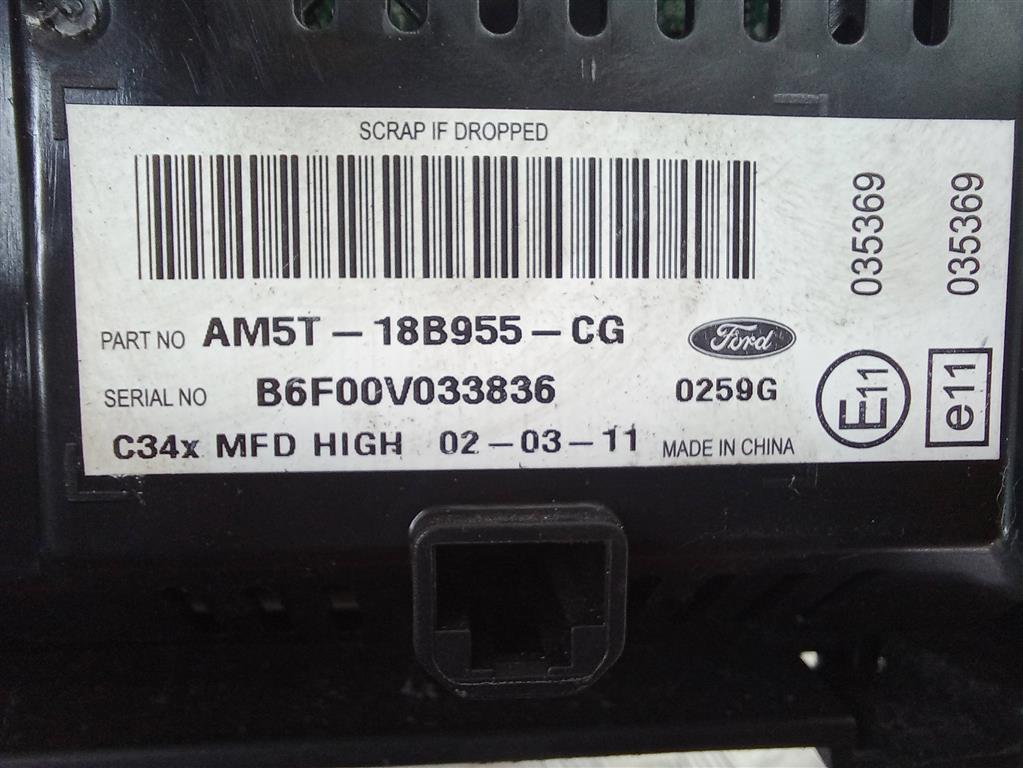 SCRAP IF DROPPED
PART NO AM5T-18B955-CG
Ford
SERIAL NO B6F00V033836
0259G
C34x MFD HIGH 02-03-11
MADE IN CHINA
035369
E11
035369
e11